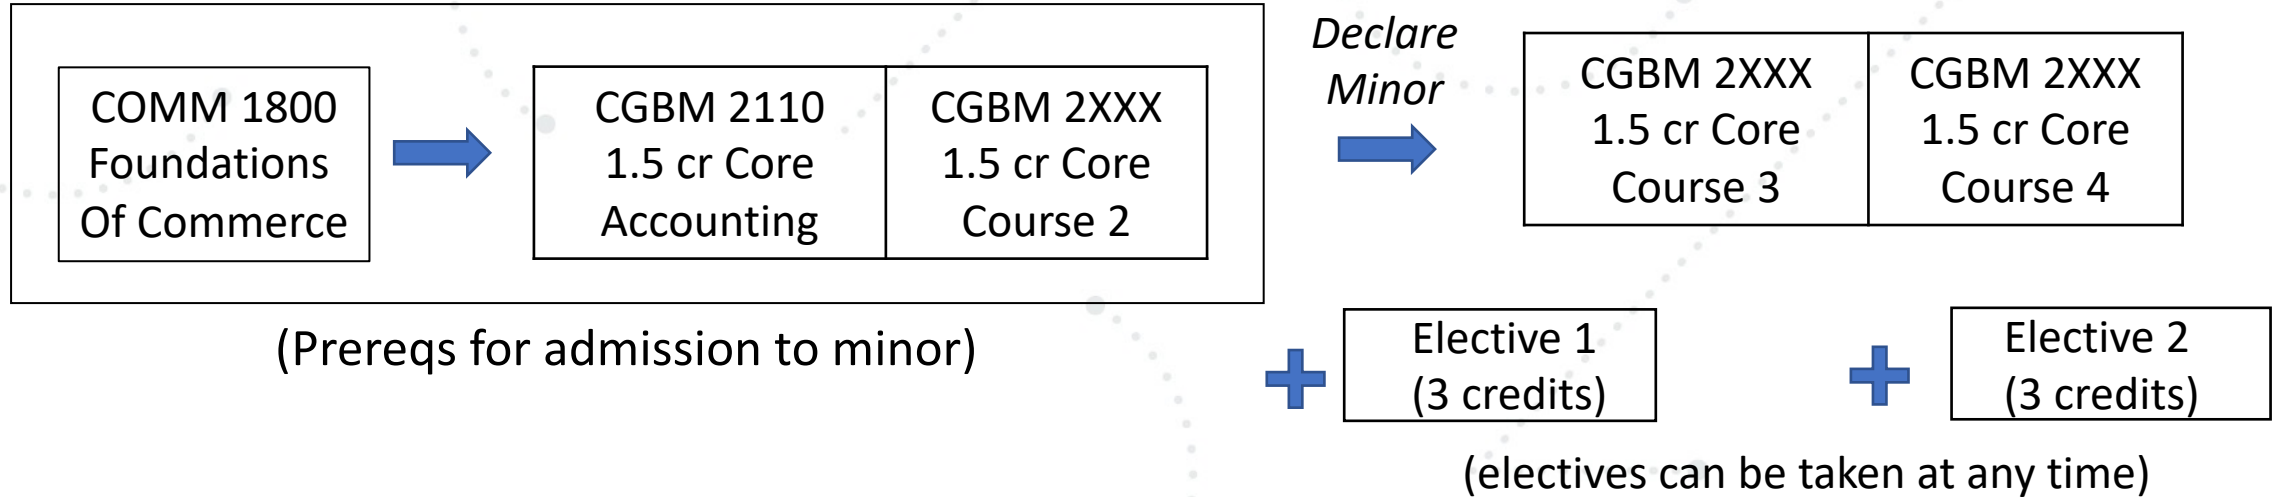 COMM 1800
Foundations
Of Commerce
CGBM 2110
1.5 cr Core
Accounting
CGBM 2XXX
1.5 cr Core
Course 2
(Prereqs for admission to minor)
Declare
Minor
CGBM 2XXX
1.5 cr Core
Course 3
CGBM 2XXX
1.5 cr Core
Course 4
Elective 1
(3 credits)
Elective 2
(3 credits)
(electives can be taken at any time)